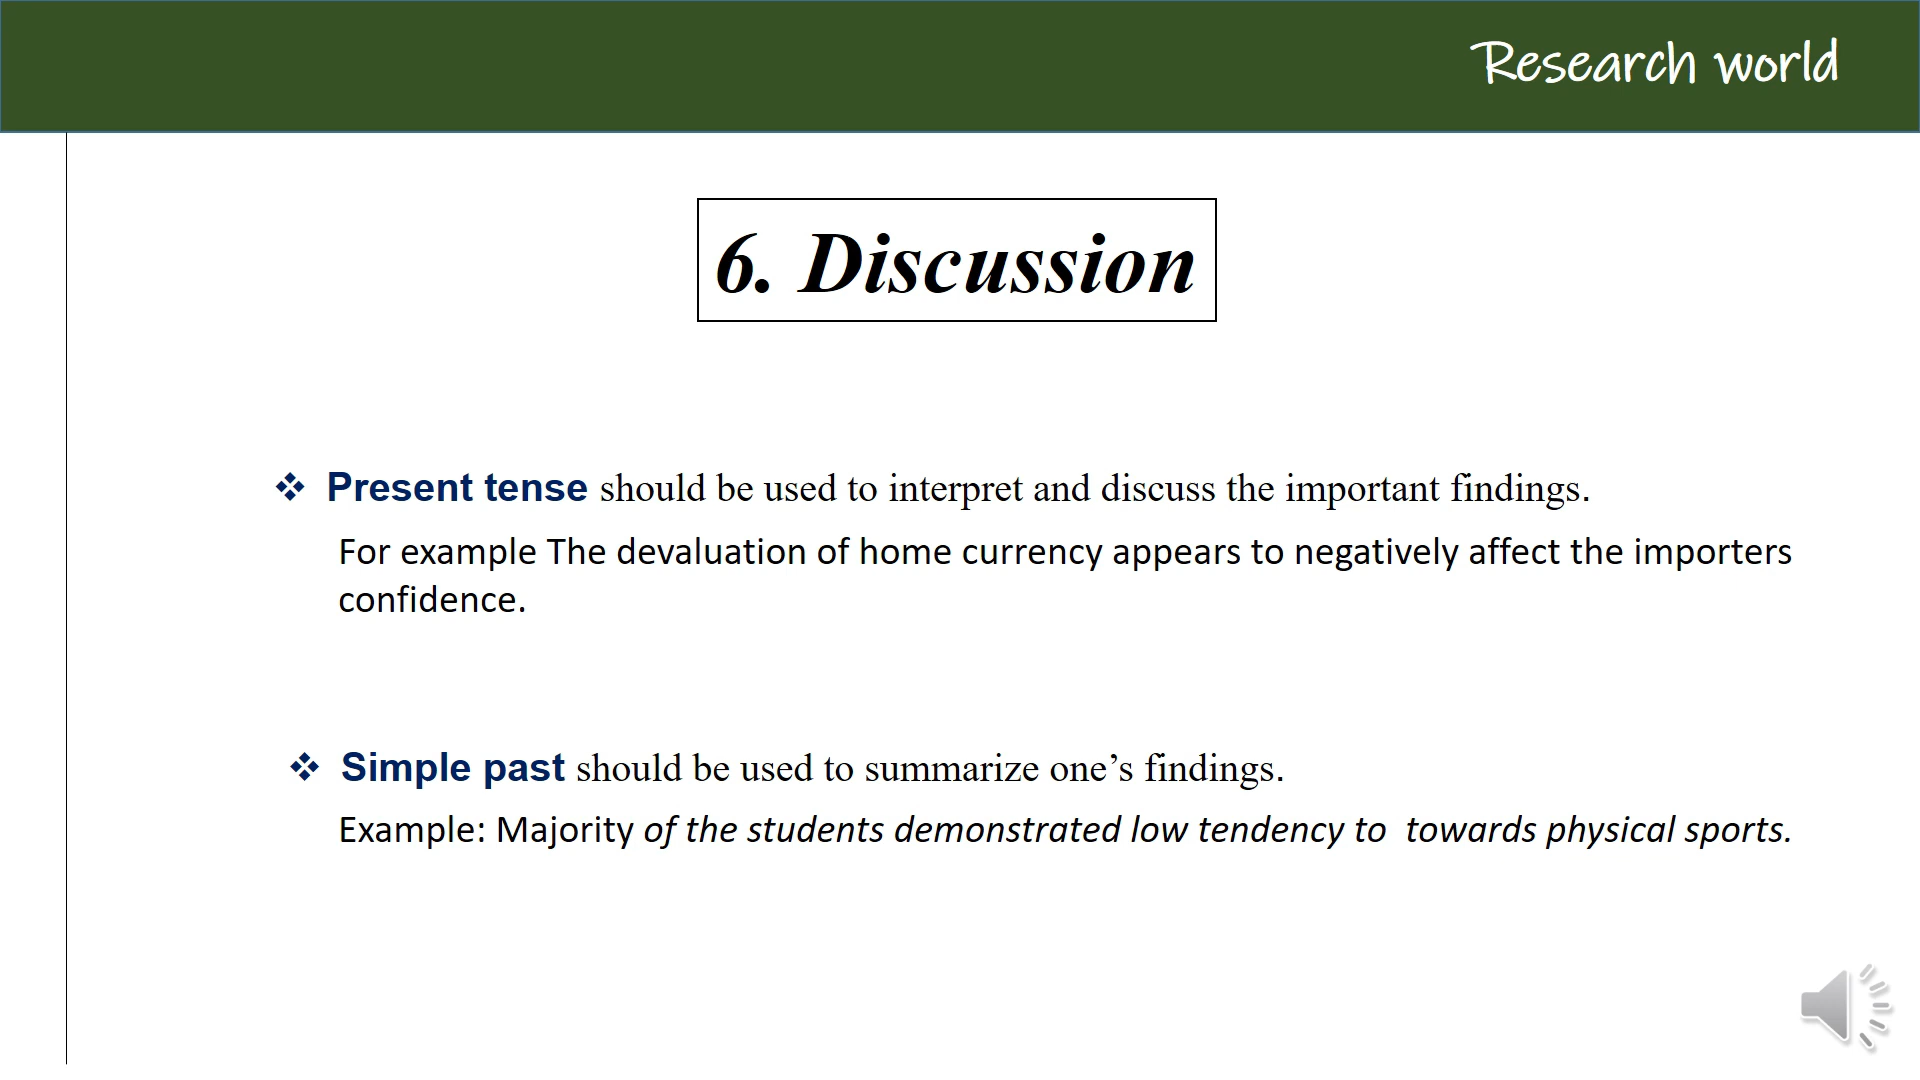 Research world
6. Discussion
❖ Present tense should be used to interpret and discuss the important findings.
For example The devaluation of home currency appears to negatively affect the importers
confidence.
❖ Simple past should be used to summarize one’s findings.
Example: Majority of the students demonstrated low tendency to  towards physical sports.